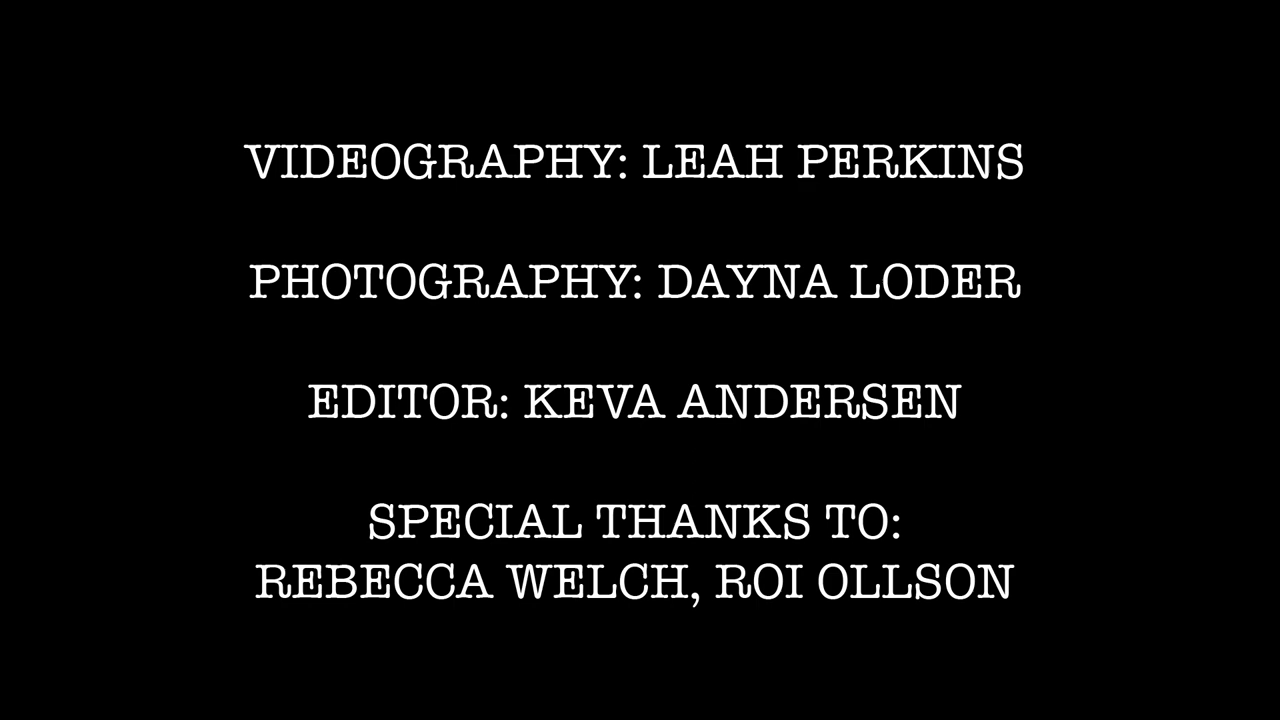 VIDEOGRAPHY: LEAH PERKINS
PHOTOGRAPHY: DAYNA LODER
EDITOR: KEVA ANDERSEN
SPECIAL THANKS TO:
REBECCA WELCH, ROI OLLSON